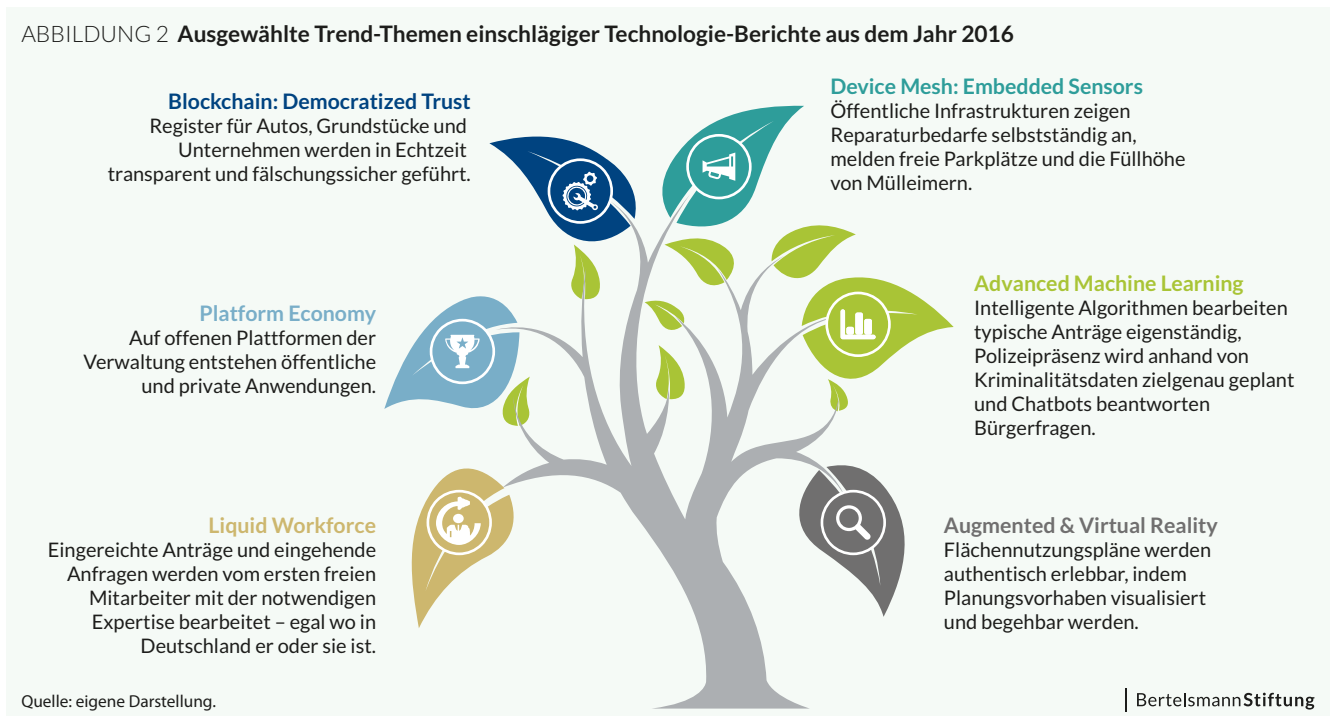 ABBILDUNG 2 Ausgewählte Trend-Themen einschlägiger Technologie-Berichte aus dem Jahr 2016
Blockchain: Democratized Trust
Register für Autos, Grundstücke und
Unternehmen werden in Echtzeit
transparent und fälschungssicher geführt.
Device Mesh: Embedded Sensors
Öffentliche Infrastrukturen zeigen
Reparaturbedarfe selbstständig an,
melden freie Parkplätze und die Füllhöhe
von Mülleimern.
Platform Economy
Auf offenen Plattformen der
Verwaltung entstehen öffentliche
und private Anwendungen.
Advanced Machine Learning
Intelligente Algorithmen bearbeiten
typische Anträge eigenständig,
Polizeipräsenz wird anhand von
Kriminalitätsdaten zielgenau geplant
und Chatbots beantworten
Bürgerfragen.
Liquid Workforce
Eingereichte Anträge und eingehende
Anfragen werden vom ersten freien
Mitarbeiter mit der notwendigen
Expertise bearbeitet – egal wo in
Deutschland er oder sie ist.
Augmented & Virtual Reality
Flächennutzungspläne werden
authentisch erlebbar, indem
Planungsvorhaben visualisiert
und begehbar werden.
Quelle: eigene Darstellung.
BertelsmannStiftung